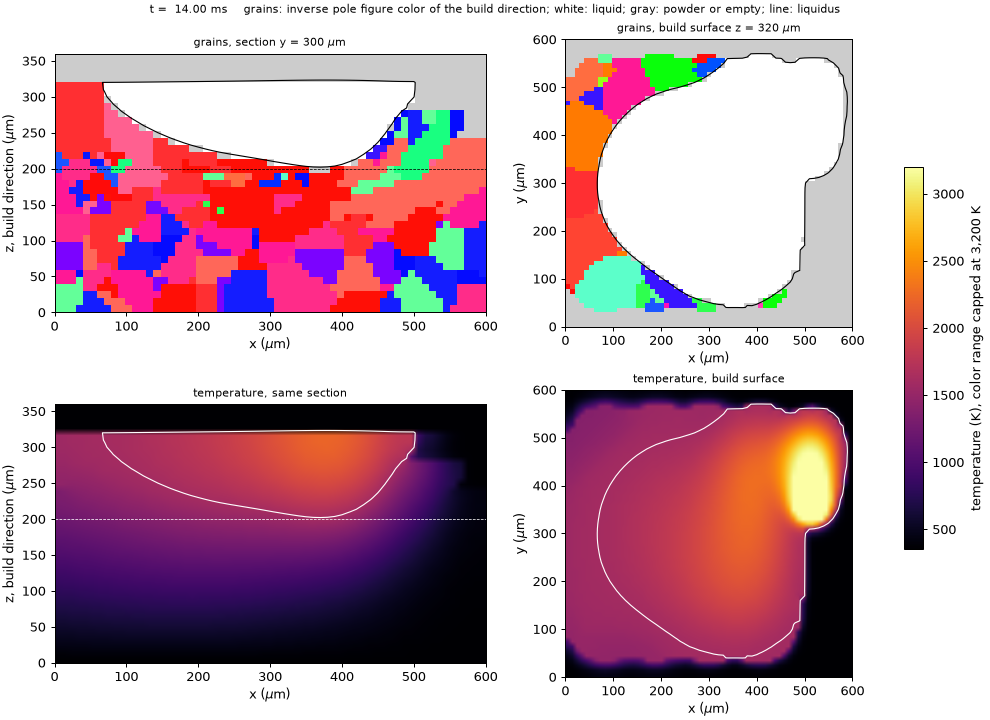 t =  14.00 ms    grains: inverse pole figure color of the build direction; white: liquid; gray: powder or empty; line: liquidus
grains, section y = 300 μm
350
300
250
200
150
100
50
0
z, build direction (μm)
0 100 200 300 400 500 600
x (μm)
grains, build surface z = 320 μm
600
500
400
300
200
100
0
y (μm)
0 100 200 300 400 500 600
x (μm)
temperature, same section
350
300
250
200
150
100
50
0
z, build direction (μm)
0 100 200 300 400 500 600
x (μm)
temperature, build surface
600
500
400
300
200
100
0
y (μm)
0 100 200 300 400 500 600
x (μm)
3000
2500
2000
1500
1000
500
temperature (K), color range capped at 3,200 K